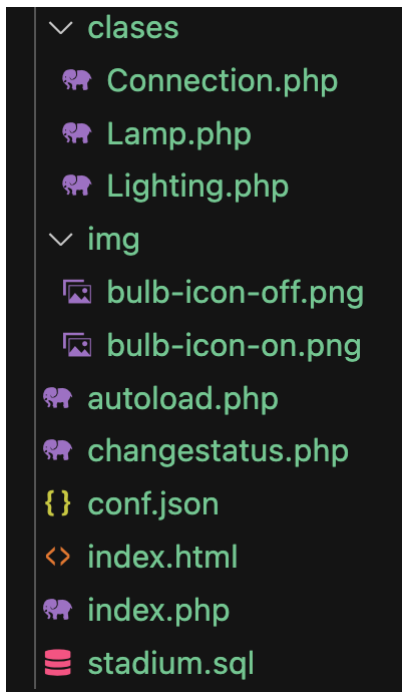 clases
Connection.php
Lamp.php
Lighting.php
img
bulb-icon-off.png
bulb-icon-on.png
autoload.php
changestatus.php
{} conf.json
<> index.html
index.php
stadium.sql